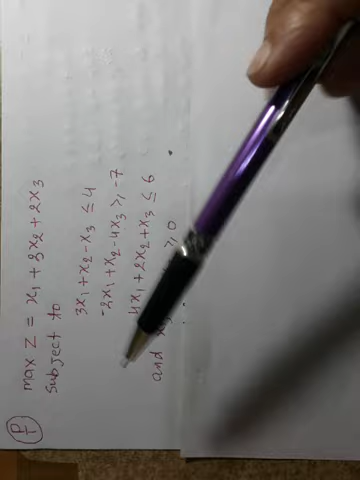 P/T
max Z = x₁ + 3x₂ + 2x₃
Subject to
3x₁ + x₂ - x₃ ≤ 4
-2x₁ + x₂ - 4x₃ ≥ -7
4x₁ + 2x₂ + x₃ ≤ 6
and ≥ 0